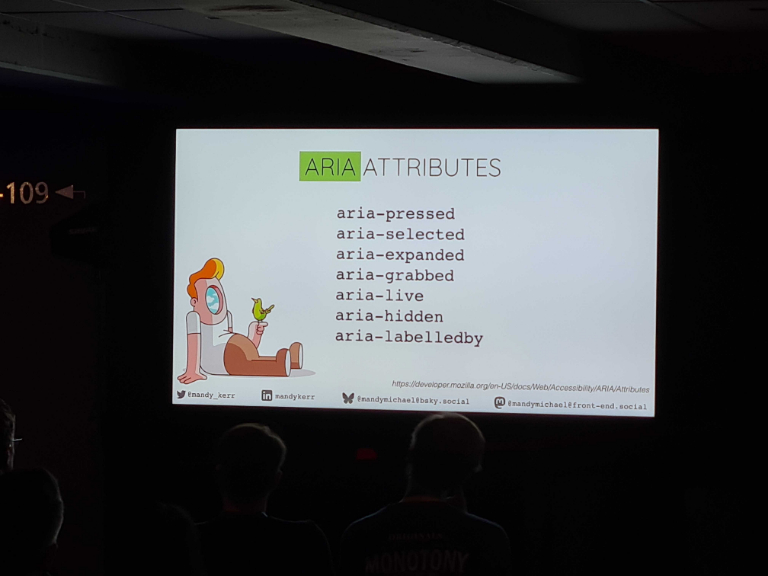 -109
ARIA ATTRIBUTES
aria-pressed
aria-selected
aria-expanded
aria-grabbed
aria-live
aria-hidden
aria-labelledby
https://developer.mozilla.org/en-US/docs/Web/Accessibility/ARIA/Attributes
@mandy_kerr
in mandykerr
@mandymichael@bsky.social
@mandymichael@front-end.social
MONOTONY